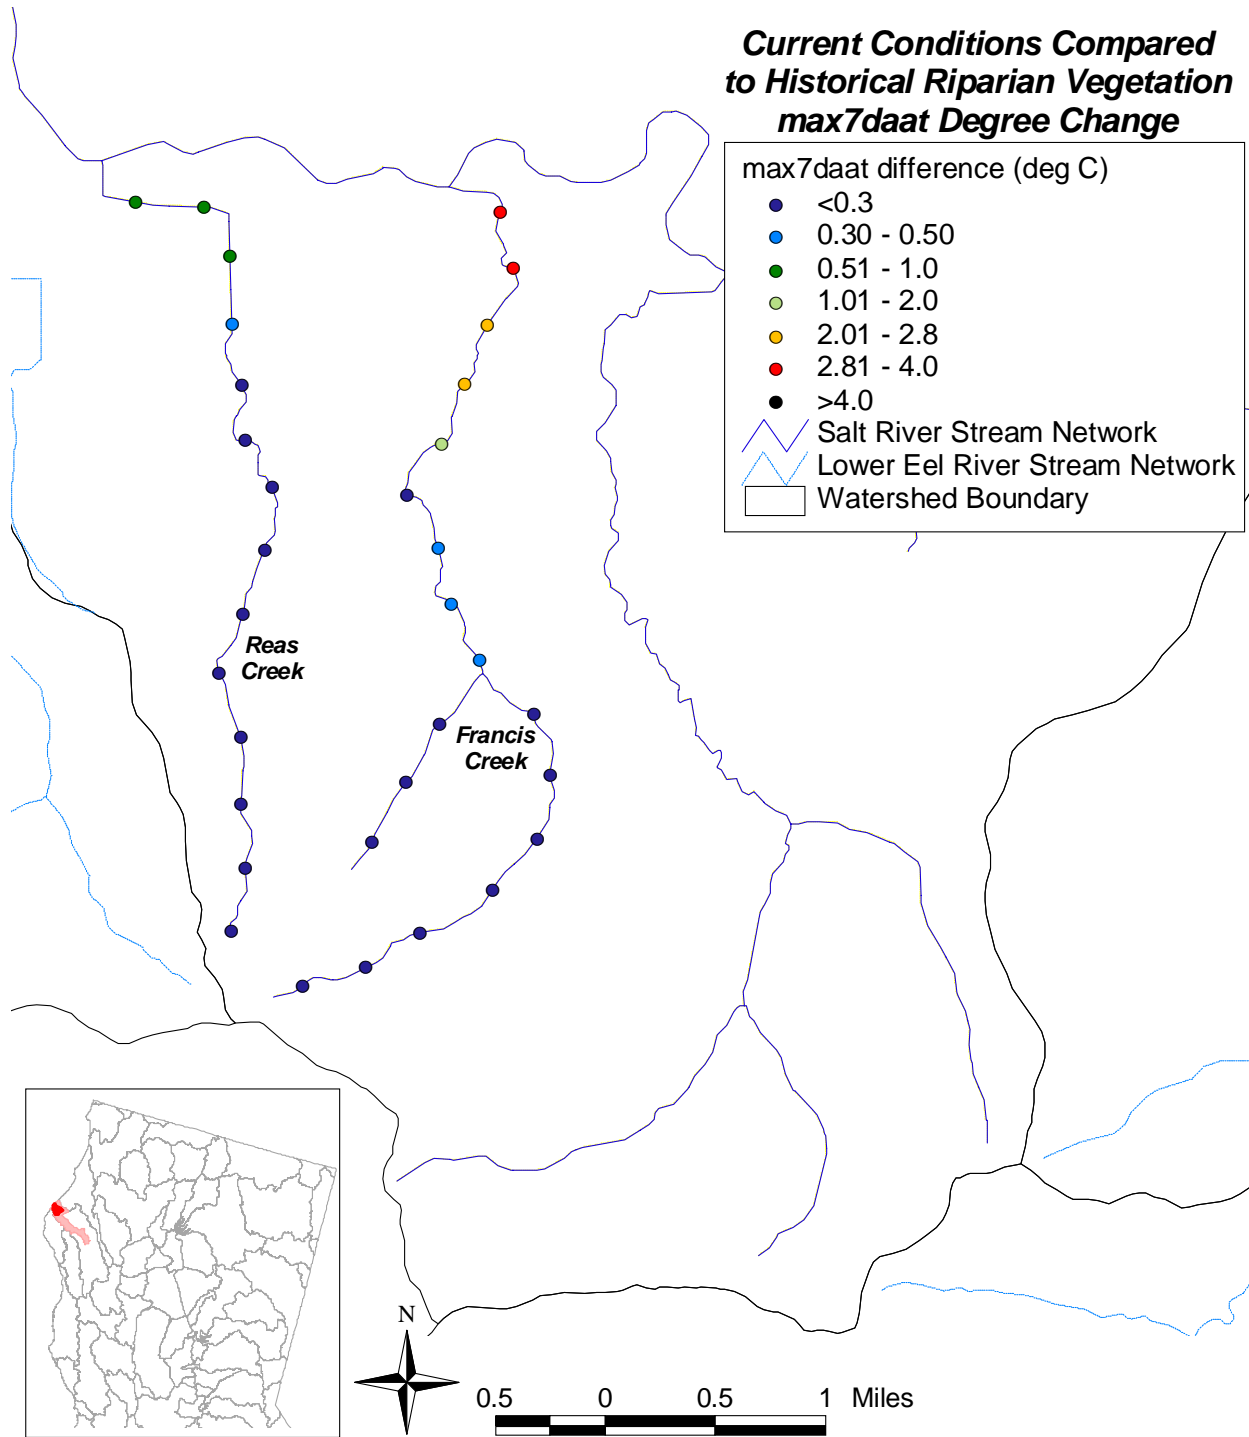 Current Conditions Compared
to Historical Riparian Vegetation
max7daat Degree Change
max7daat difference (deg C)
<0.3
0.30 - 0.50
0.51 - 1.0
1.01 - 2.0
2.01 - 2.8
2.81 - 4.0
>4.0
Salt River Stream Network
Lower Eel River Stream Network
Watershed Boundary
Reas
Creek
Francis
Creek
N
0.5 0 0.5 1 Miles